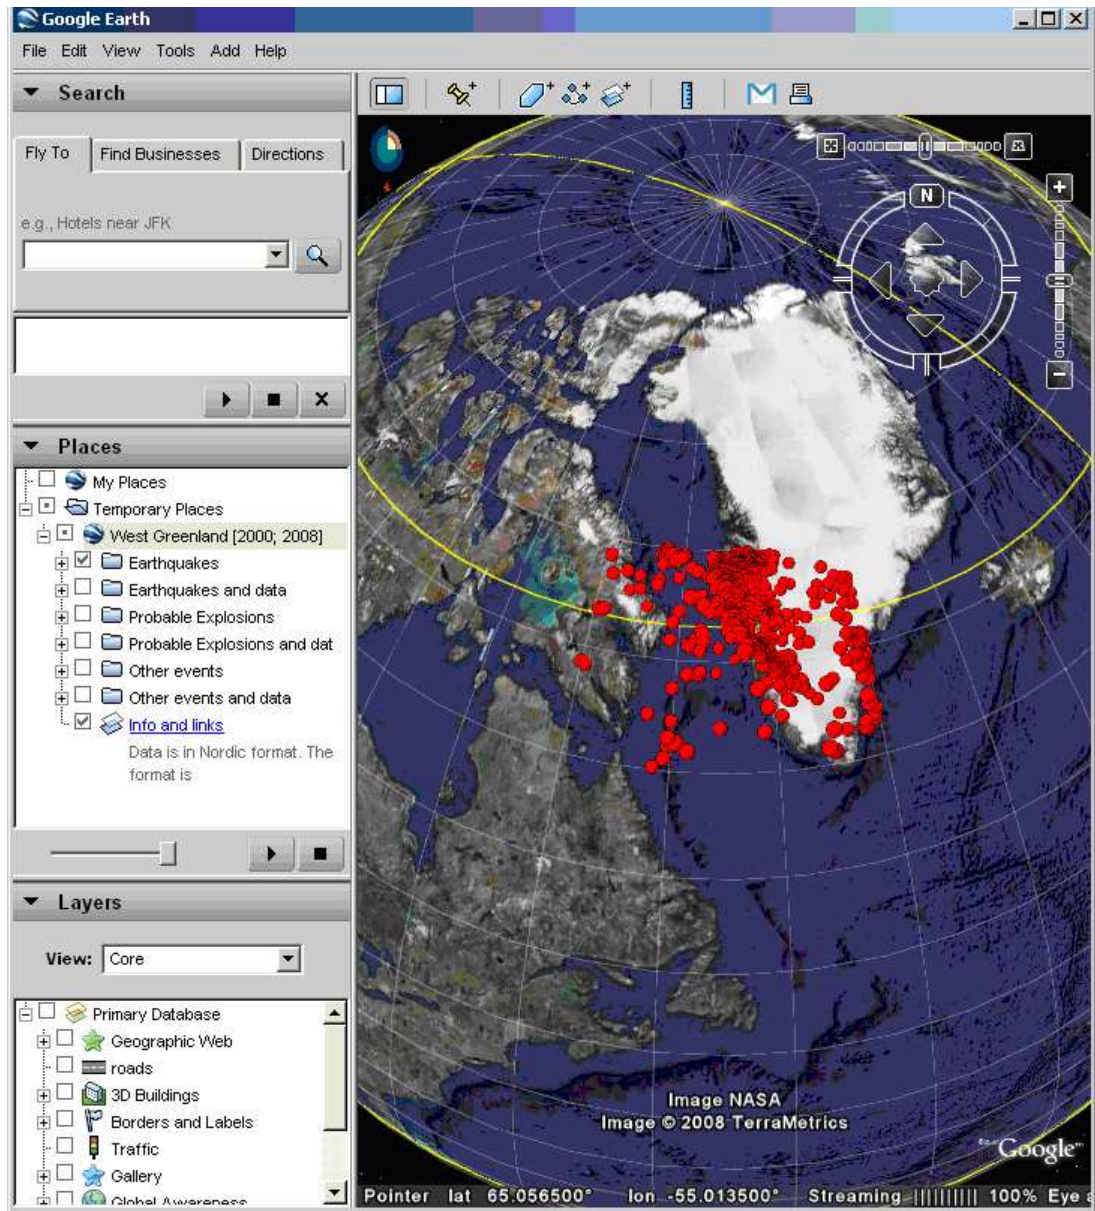 Google Earth
File Edit View Tools Add Help
Search
Fly To Find Businesses Directions
e.g., Hotels near JFK
Places
My Places
Temporary Places
West Greenland [2000; 2008]
Earthquakes
Earthquakes and data
Probable Explosions
Probable Explosions and dat
Other events
Other events and data
Info and links
Data is in Nordic format. The
format is
Layers
View: Core
Primary Database
Geographic Web
roads
3D Buildings
Borders and Labels
Traffic
Gallery
Global Awareness
N
Image NASA
Image © 2008 TerraMetrics
Google™
Pointer lat 65.056500° lon -55.013500° Streaming |||||||||| 100% Eye a